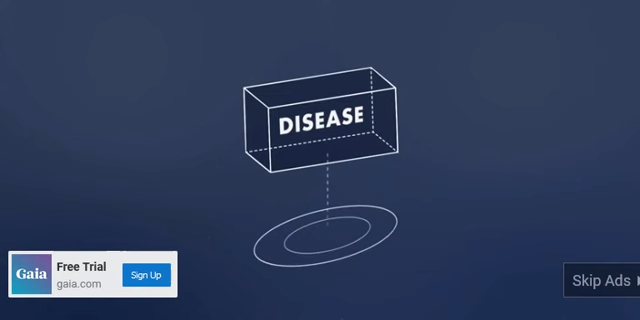 DISEASE
Gaia
Free Trial
gaia.com
Sign Up
Skip Ads